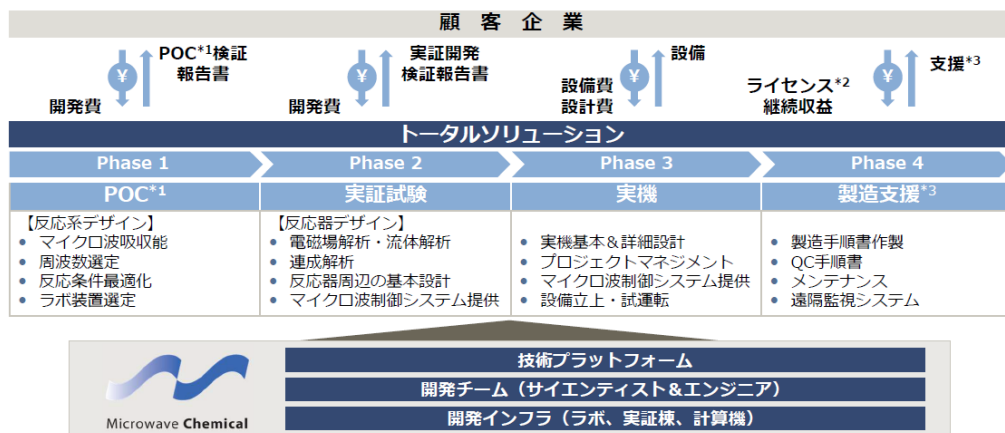 顧 客 企 業
POC*1検証
報告書
開発費
¥
実証開発
検証報告書
開発費
¥
設備
設備費
設計費
¥
ライセンス*2
継続収益
¥
支援*3
トータルソリューション
Phase 1
Phase 2
Phase 3
Phase 4
POC*1
実証試験
実機
製造支援*3
【反応系デザイン】
• マイクロ波吸収能
• 周波数選定
• 反応条件最適化
• ラボ装置選定
【反応器デザイン】
• 電磁場解析・流体解析
• 連成解析
• 反応器周辺の基本設計
• マイクロ波制御システム提供
• 実機基本＆詳細設計
• プロジェクトマネジメント
• マイクロ波制御システム提供
• 設備立上・試運転
• 製造手順書作製
• QC手順書
• メンテナンス
• 遠隔監視システム
Microwave Chemical
技術プラットフォーム
開発チーム（サイエンティスト＆エンジニア）
開発インフラ（ラボ、実証棟、計算機）